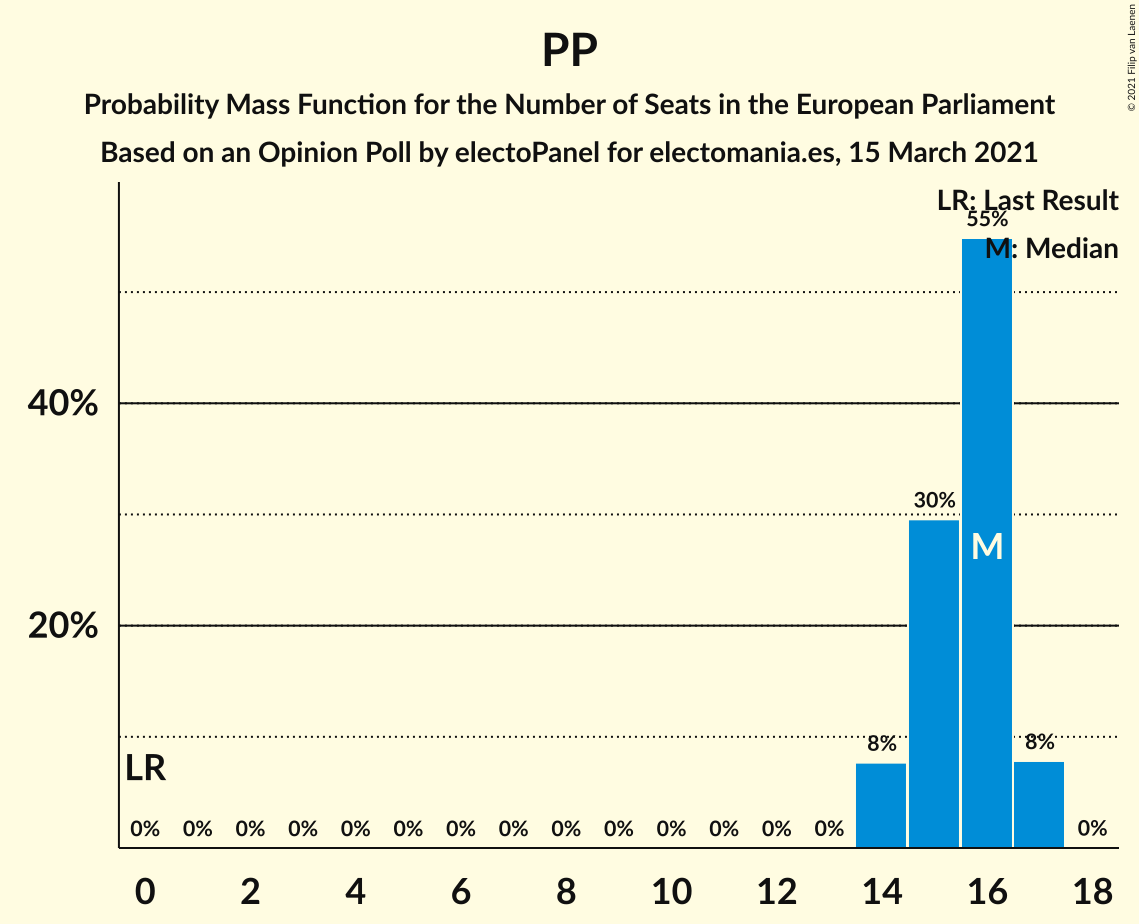 PP
Probability Mass Function for the Number of Seats in the European Parliament
Based on an Opinion Poll by electoPanel for electomania.es, 15 March 2021
© 2021 Filip van Laenen
LR: Last Result
55%
M: Median
40%
30%
M
20%
8% 8%
LR
0% 0% 0% 0% 0% 0% 0% 0% 0% 0% 0% 0% 0% 0% 0%
0 2 4 6 8 10 12 14 16 18